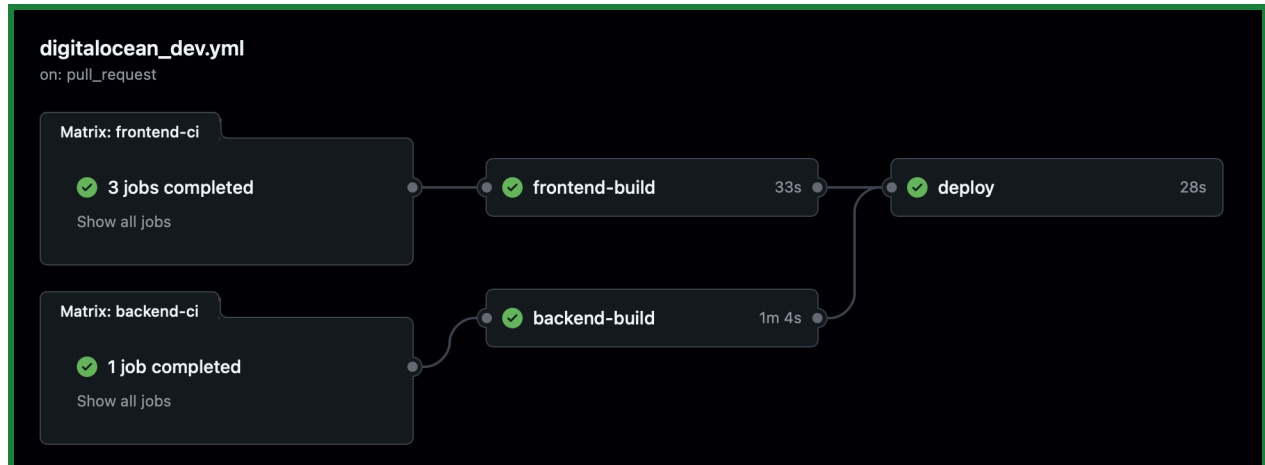 digitalocean_dev.yml
on: pull_request
Matrix: frontend-ci
3 jobs completed
Show all jobs
frontend-build 33s
deploy 28s
Matrix: backend-ci
1 job completed
Show all jobs
backend-build 1m 4s